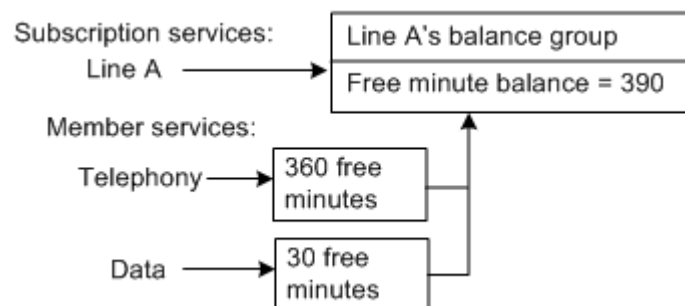 Subscription services:
Line A
Line A's balance group
Free minute balance = 390
Member services:
Telephony
360 free
minutes
Data
30 free
minutes